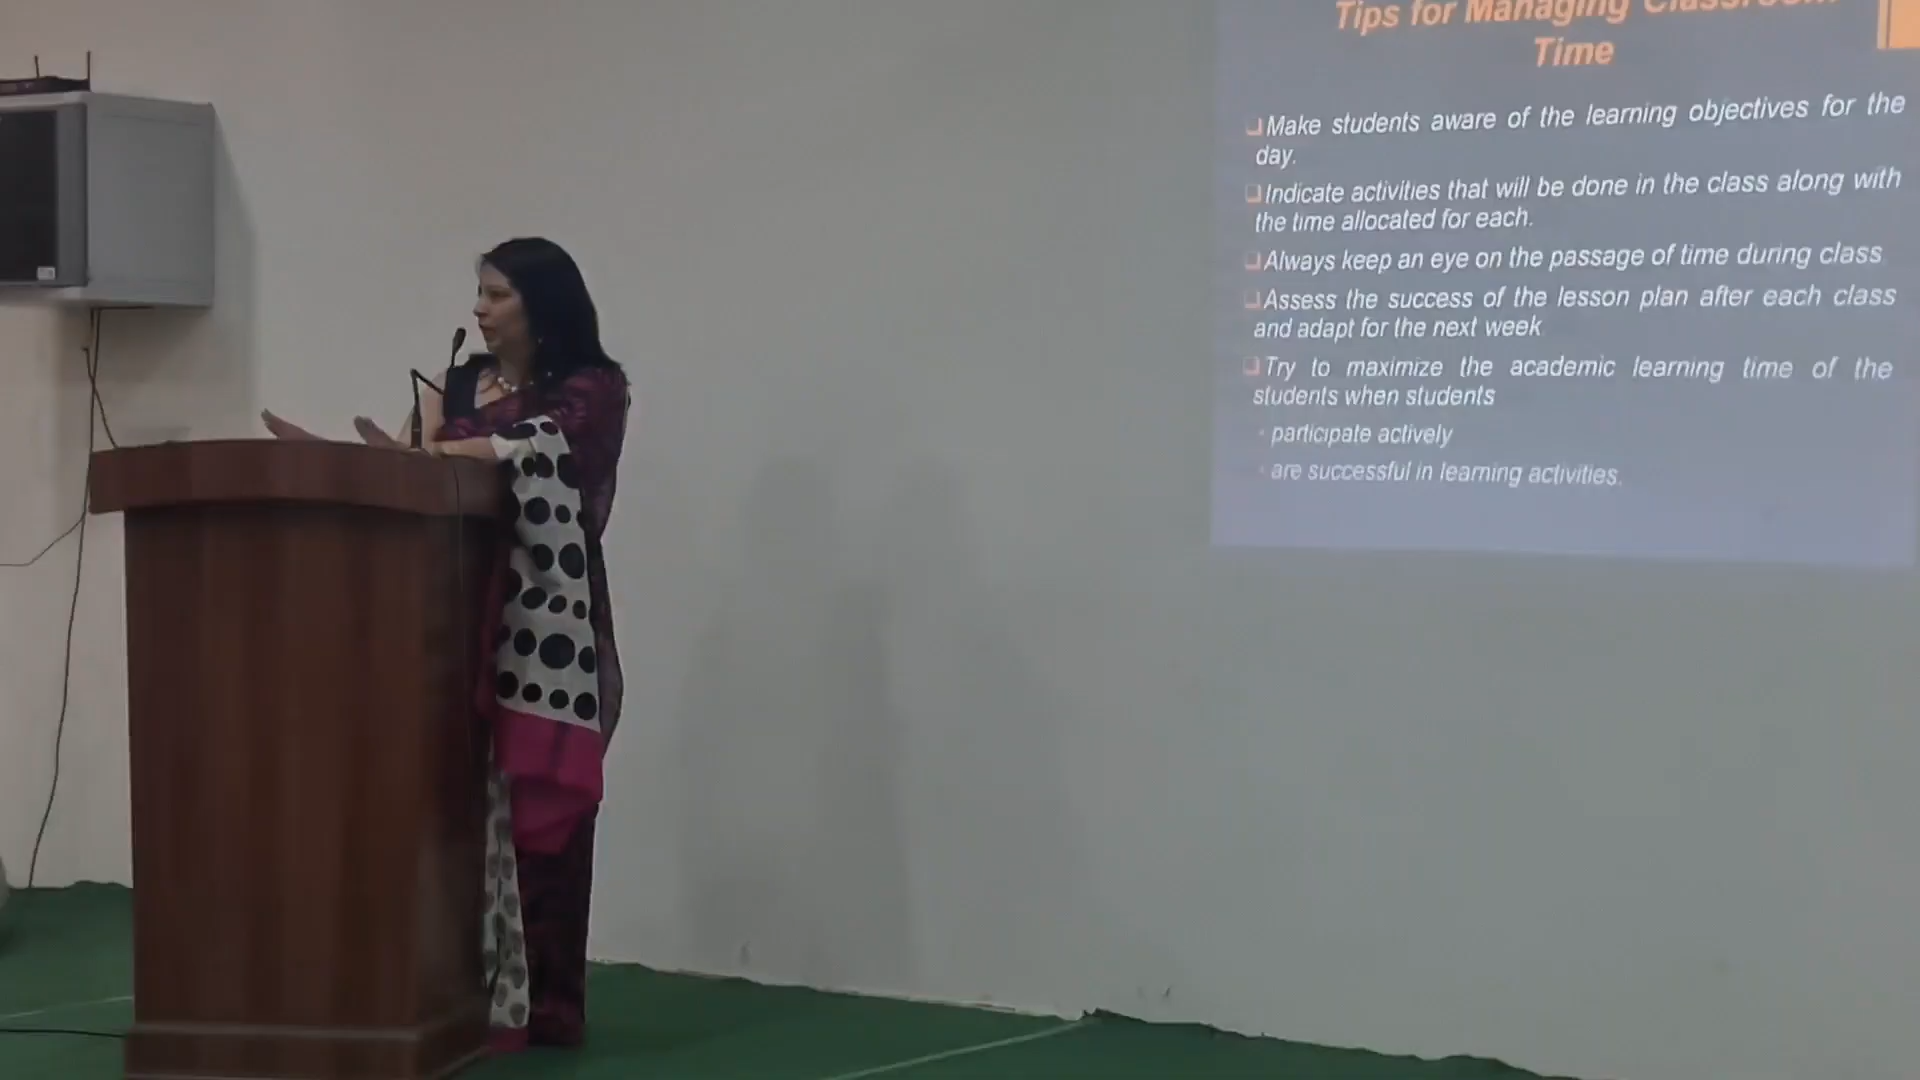 Tips for Managing Classroom
Time
Make students aware of the learning objectives for the
day.
Indicate activities that will be done in the class along with
the time allocated for each.
Always keep an eye on the passage of time during class
Assess the success of the lesson plan after each class
and adapt for the next week
Try to maximize the academic learning time of the
students when students
participate actively
are successful in learning activities.